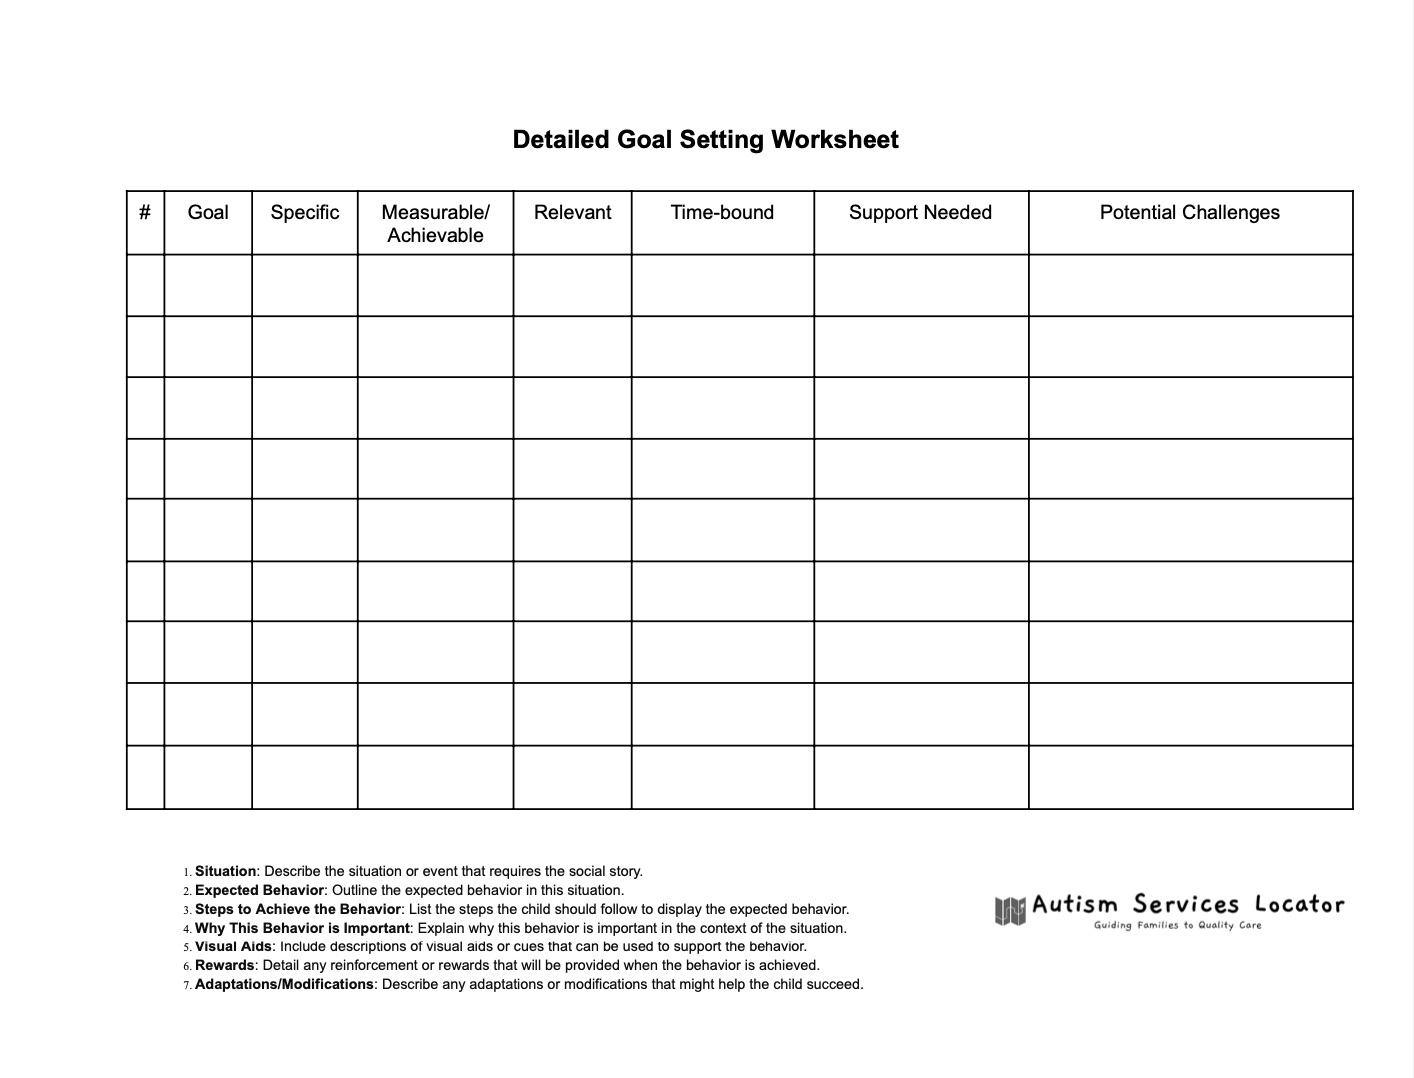 Detailed Goal Setting Worksheet
# Goal Specific Measurable/ Relevant Time-bound Support Needed Potential Challenges
Achievable
1. Situation: Describe the situation or event that requires the social story.
2. Expected Behavior: Outline the expected behavior in this situation.
3. Steps to Achieve the Behavior: List the steps the child should follow to display the expected behavior.
4. Why This Behavior is Important: Explain why this behavior is important in the context of the situation.
5. Visual Aids: Include descriptions of visual aids or cues that can be used to support the behavior.
6. Rewards: Detail any reinforcement or rewards that will be provided when the behavior is achieved.
7. Adaptations/Modifications: Describe any adaptations or modifications that might help the child succeed.
Autism Services Locator
Guiding Families to Quality Care